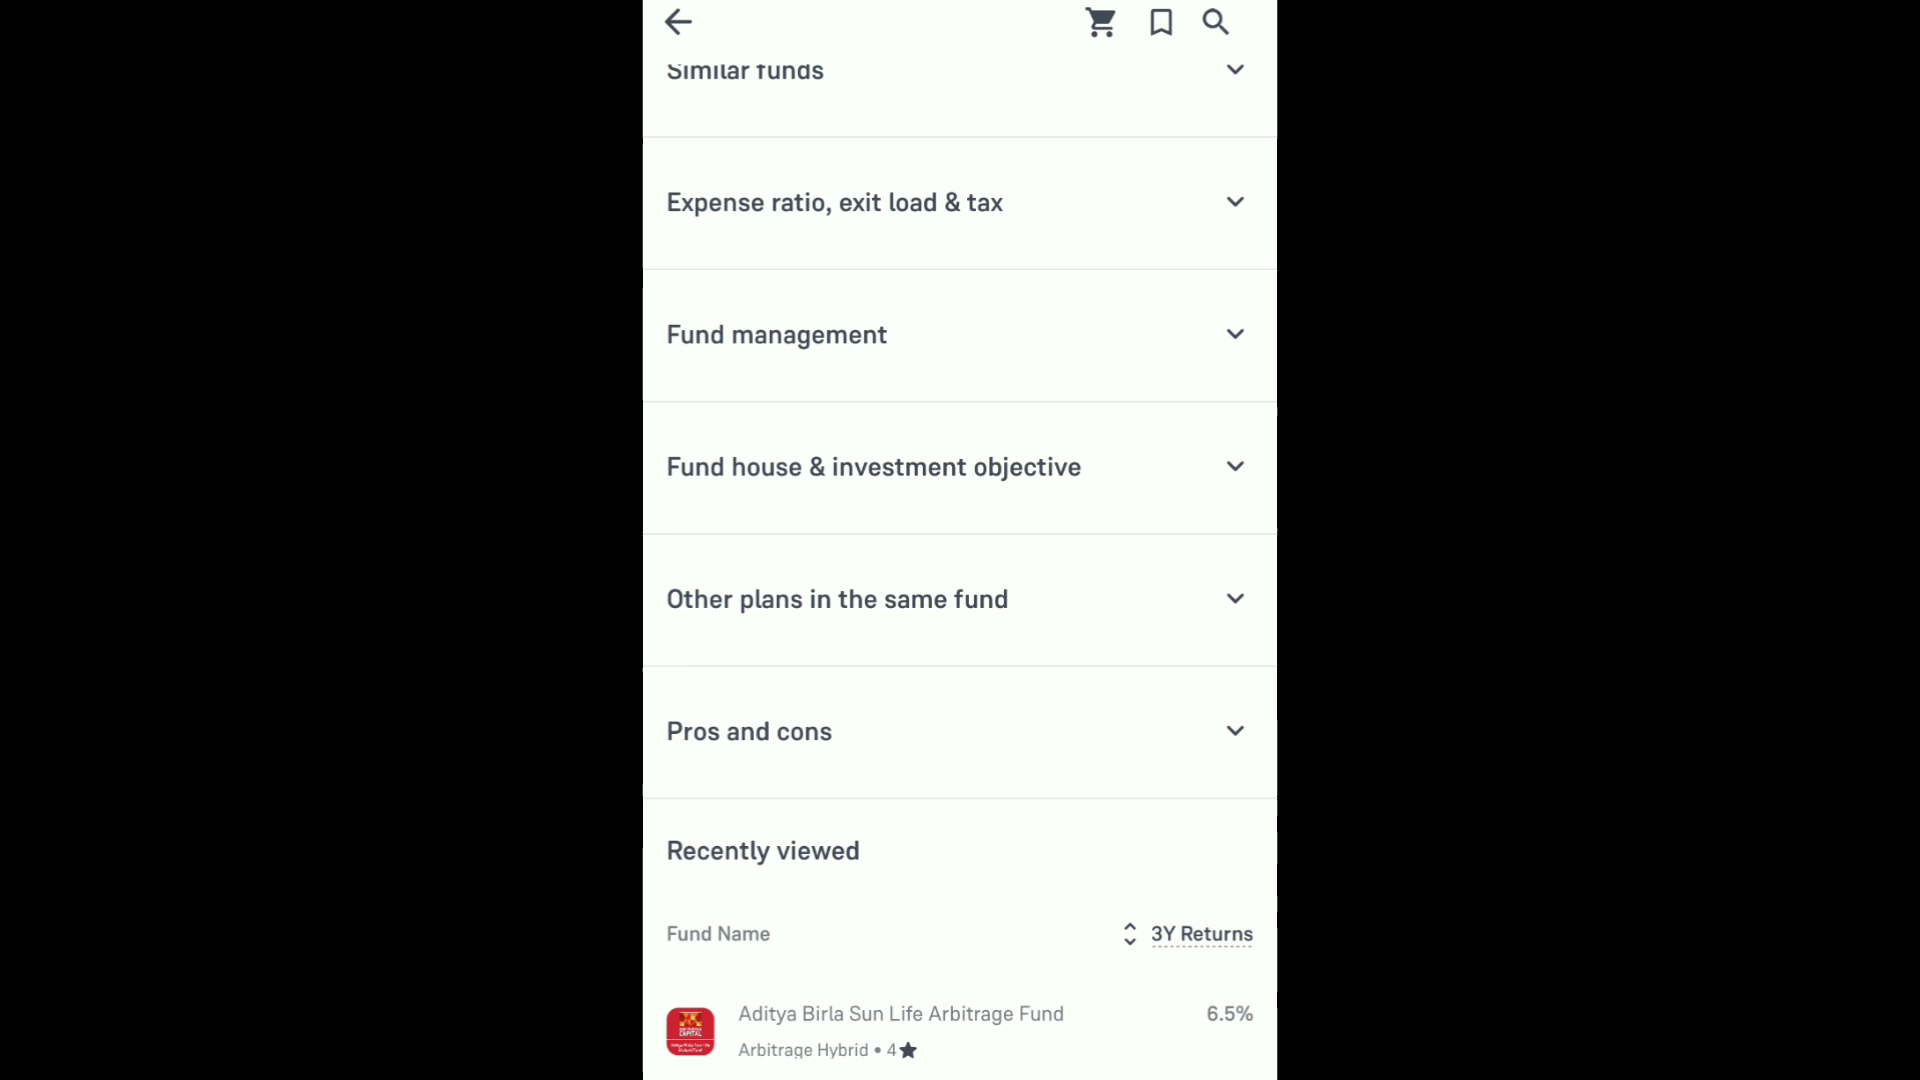 Similar funds
Expense ratio, exit load & tax
Fund management
Fund house & investment objective
Other plans in the same fund
Pros and cons
Recently viewed
Fund Name
3Y Returns
Aditya Birla Sun Life Arbitrage Fund
6.5%
Arbitrage Hybrid • 4★
CAPITAL